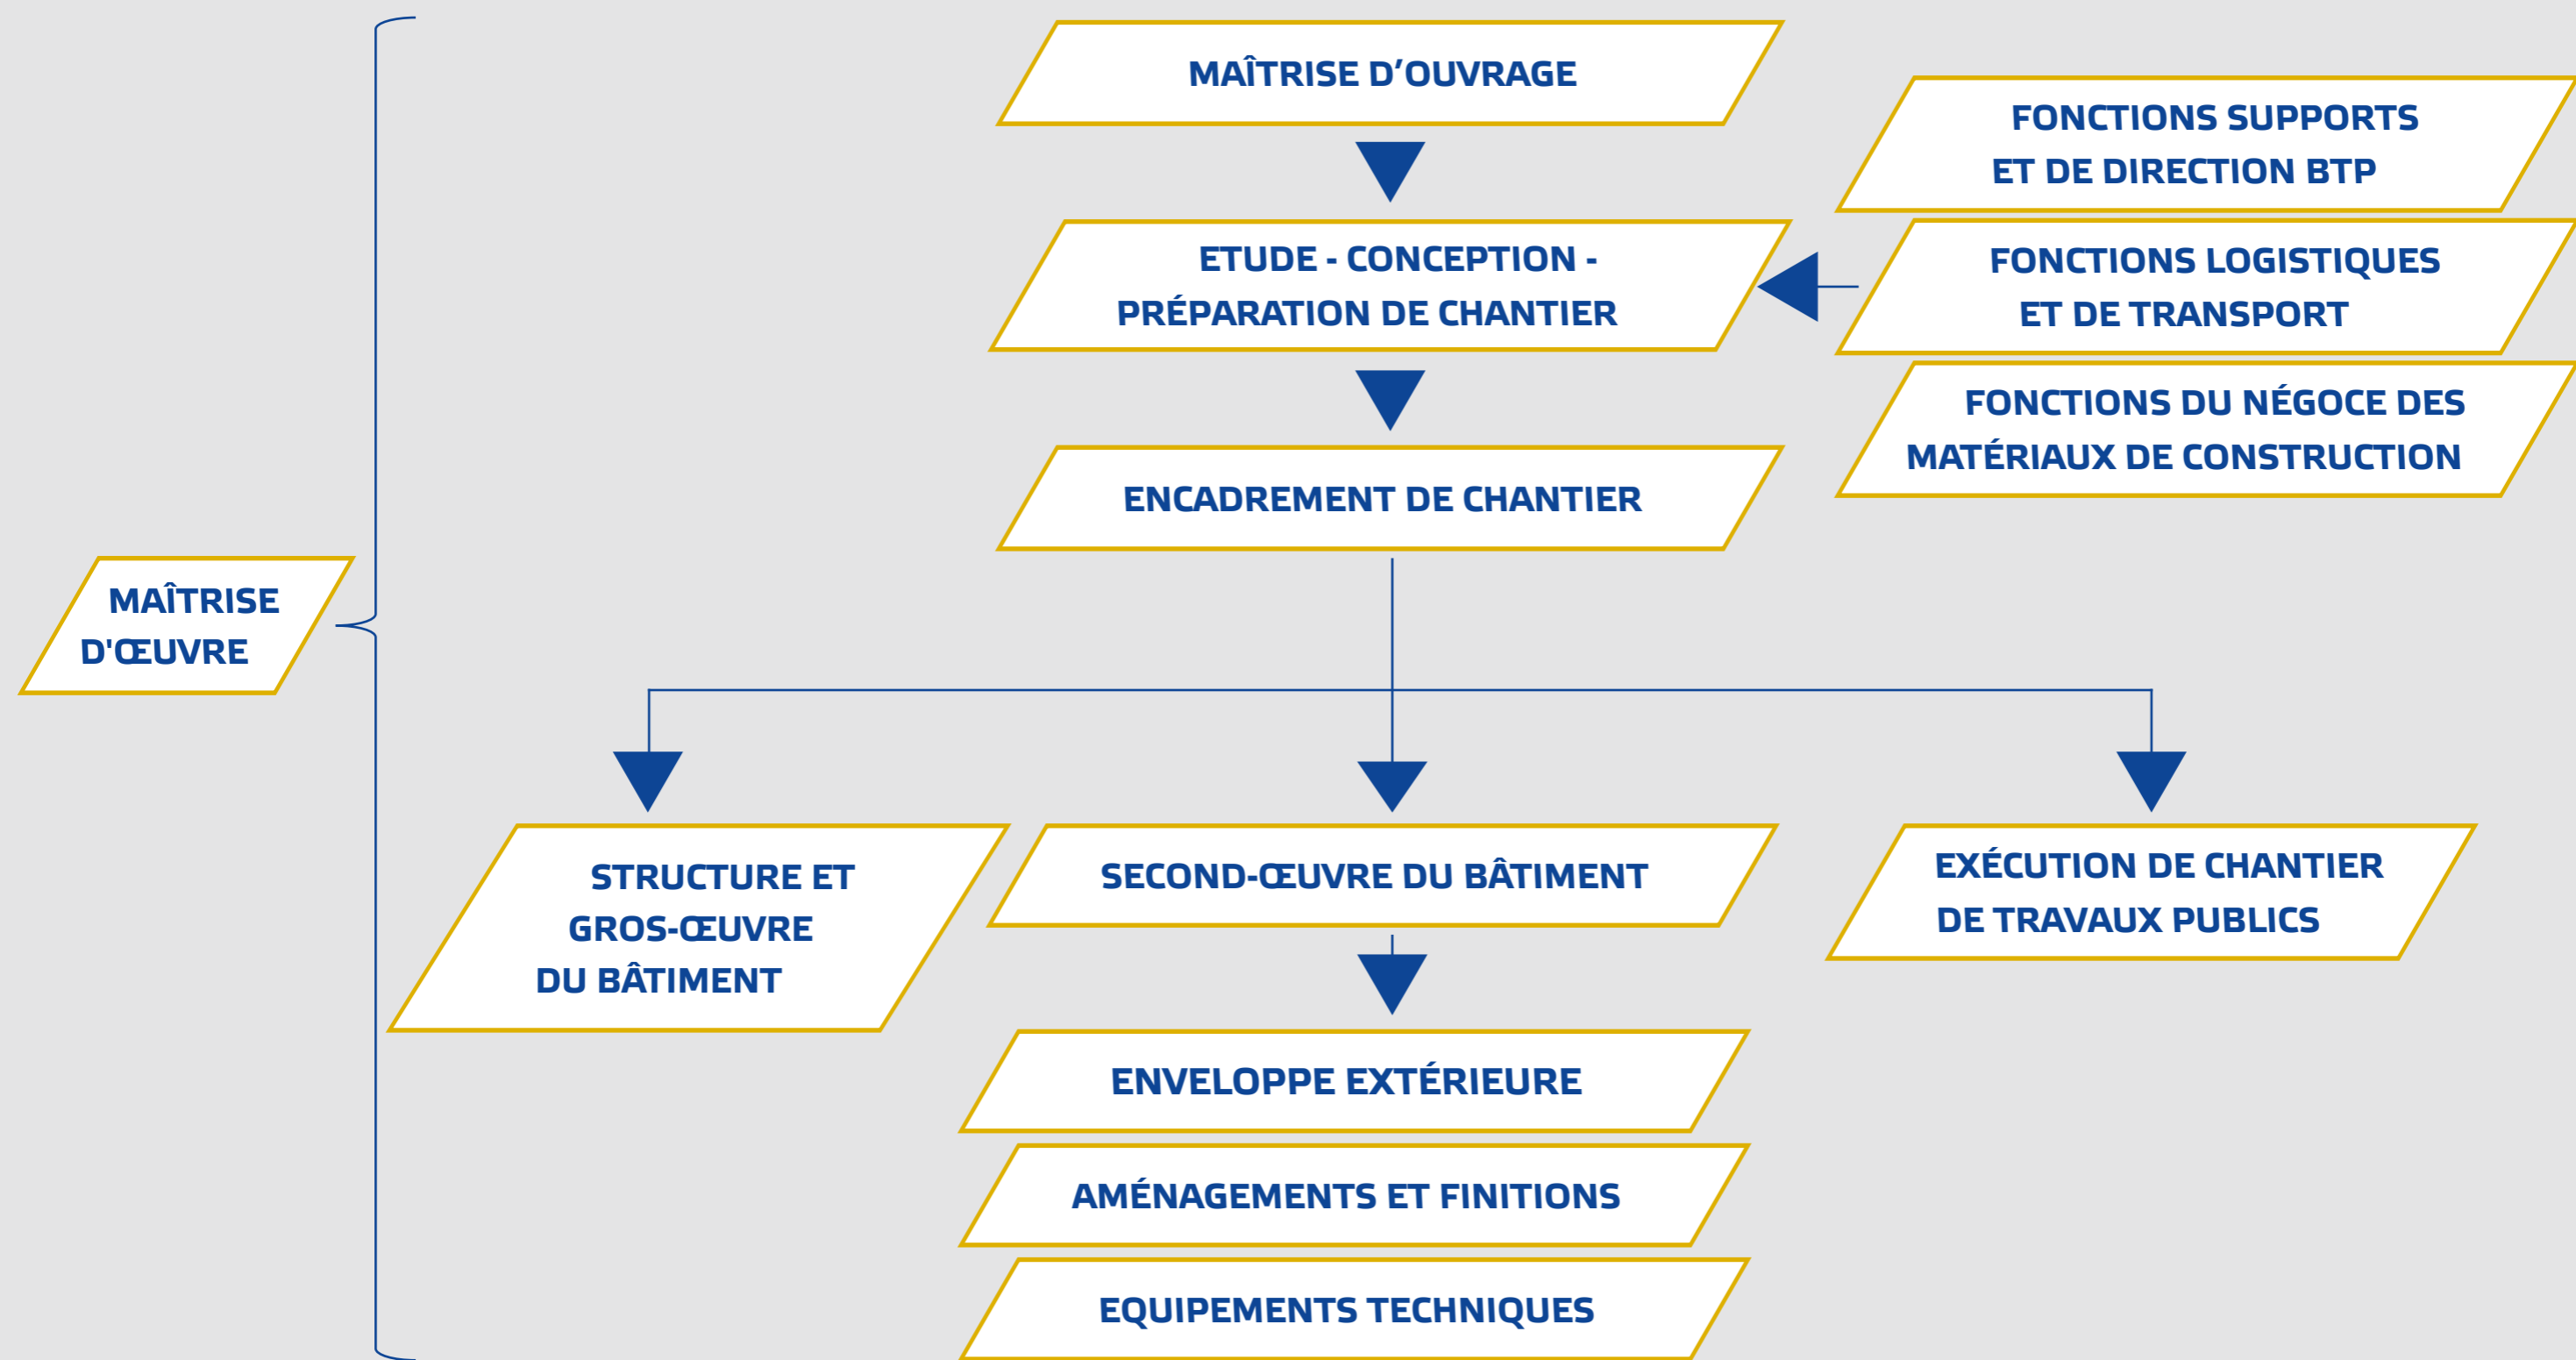 MAÎTRISE D’OUVRAGE
FONCTIONS SUPPORTS
ET DE DIRECTION BTP
ETUDE - CONCEPTION -
PRÉPARATION DE CHANTIER
FONCTIONS LOGISTIQUES
ET DE TRANSPORT
FONCTIONS DU NÉGOCE DES
MATÉRIAUX DE CONSTRUCTION
ENCADREMENT DE CHANTIER
MAÎTRISE
D'ŒUVRE
STRUCTURE ET
GROS-ŒUVRE
DU BÂTIMENT
SECOND-ŒUVRE DU BÂTIMENT
EXÉCUTION DE CHANTIER
DE TRAVAUX PUBLICS
ENVELOPPE EXTÉRIEURE
AMÉNAGEMENTS ET FINITIONS
EQUIPEMENTS TECHNIQUES